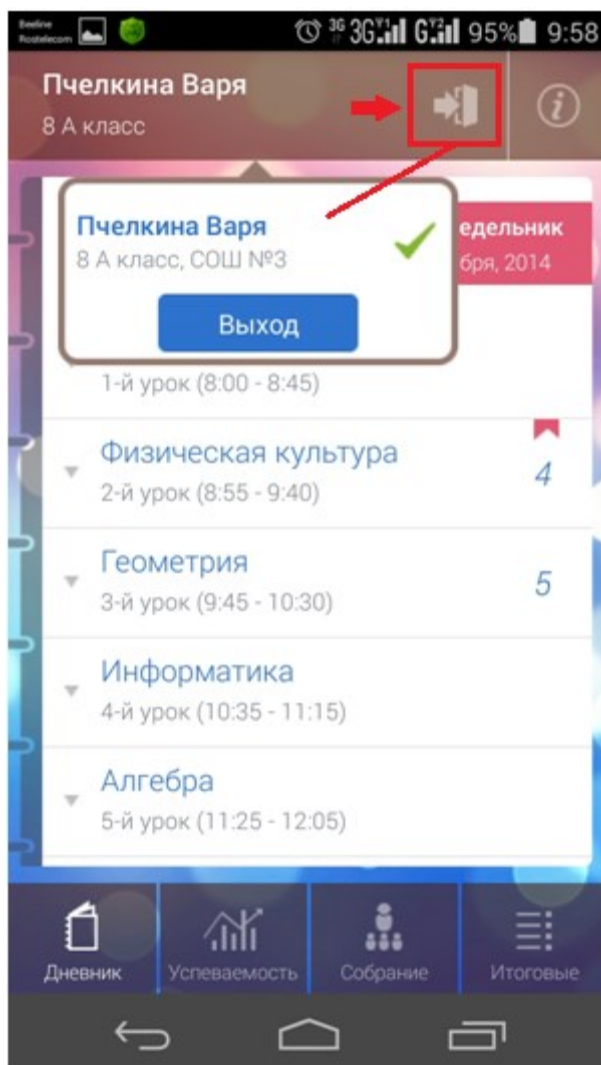 Beeline
Rostelecom
3G 3G 95% 9:58
Пчелкина Варя
8 А класс
Пчелкина Варя
8 А класс, СОШ №3
Выход
едельник
бря, 2014
1-й урок (8:00 - 8:45)
Физическая культура
4
2-й урок (8:55 - 9:40)
Геометрия
5
3-й урок (9:45 - 10:30)
Информатика
4-й урок (10:35 - 11:15)
Алгебра
5-й урок (11:25 - 12:05)
Дневник Успеваемость Собрание Итоговые